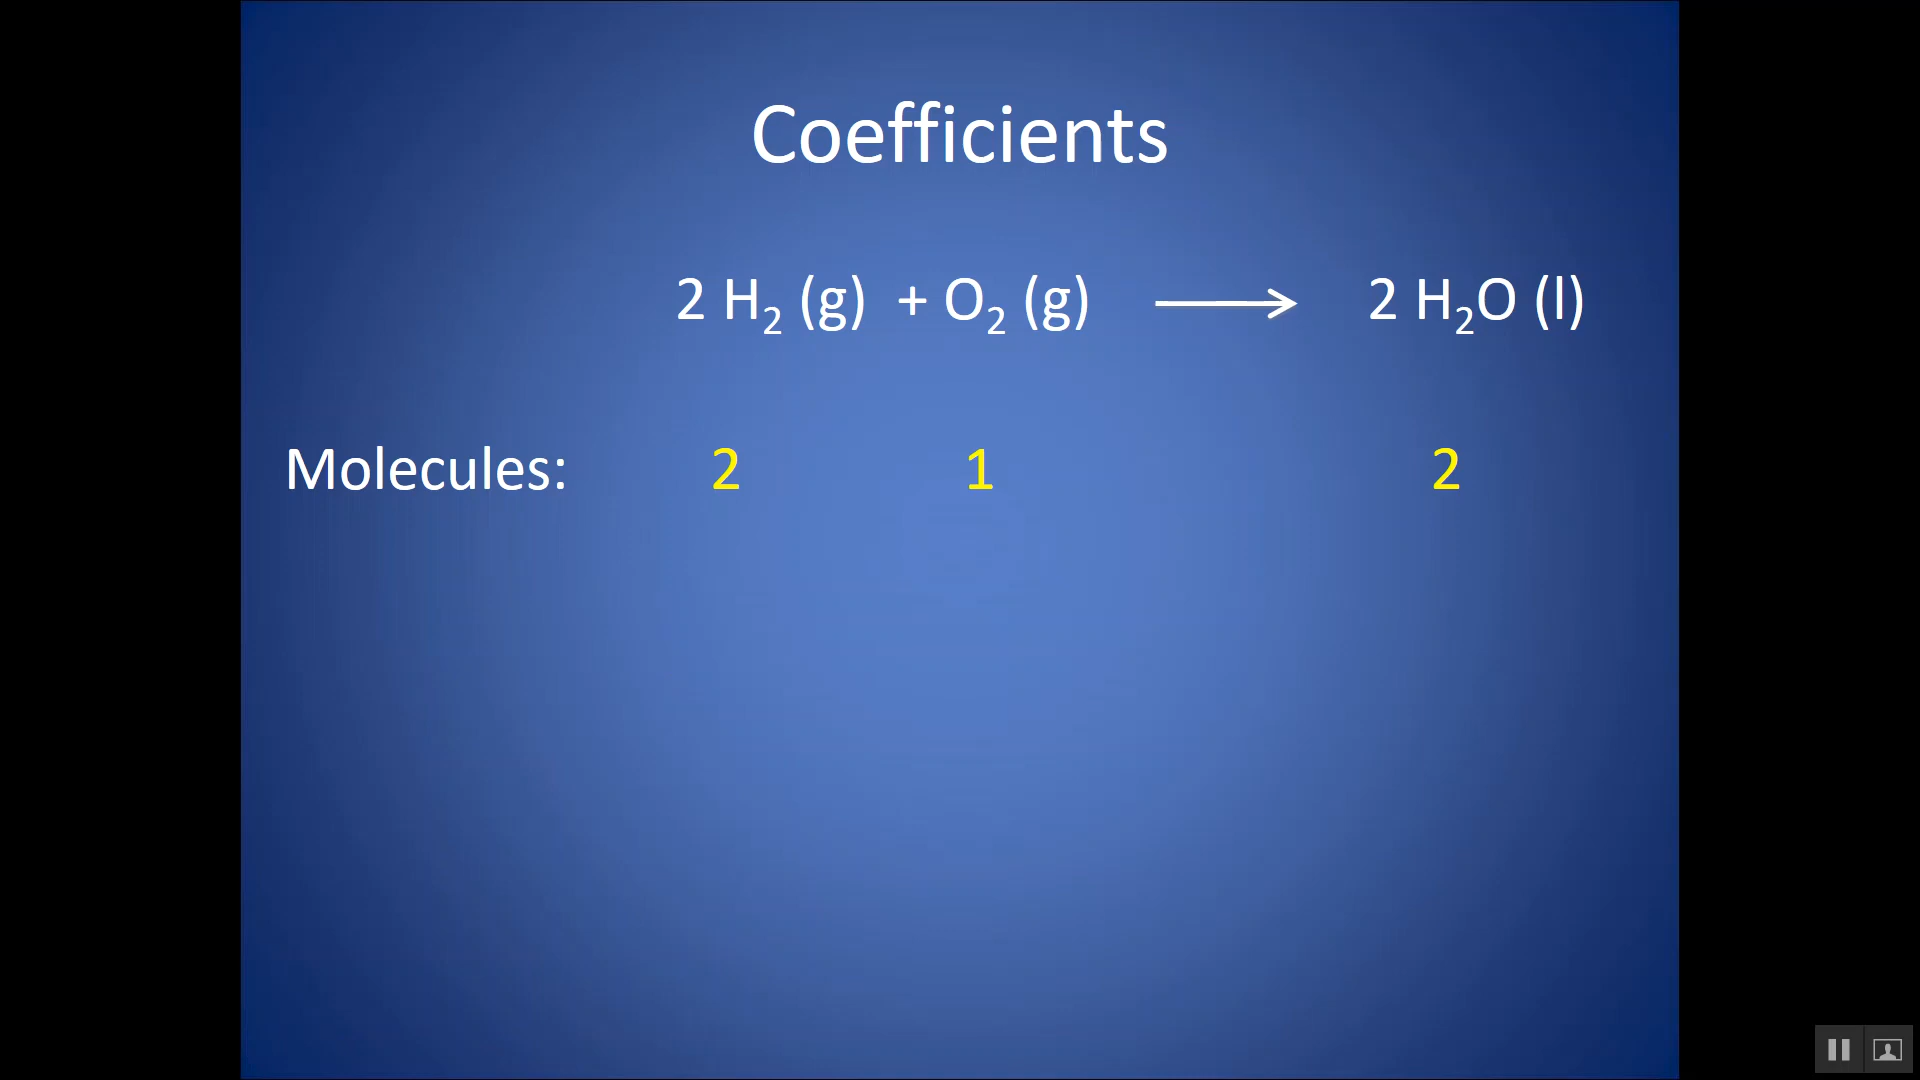 Coefficients
2 H₂ (g) + O₂ (g) ⟶ 2 H₂O (l)
Molecules: 2 1 2